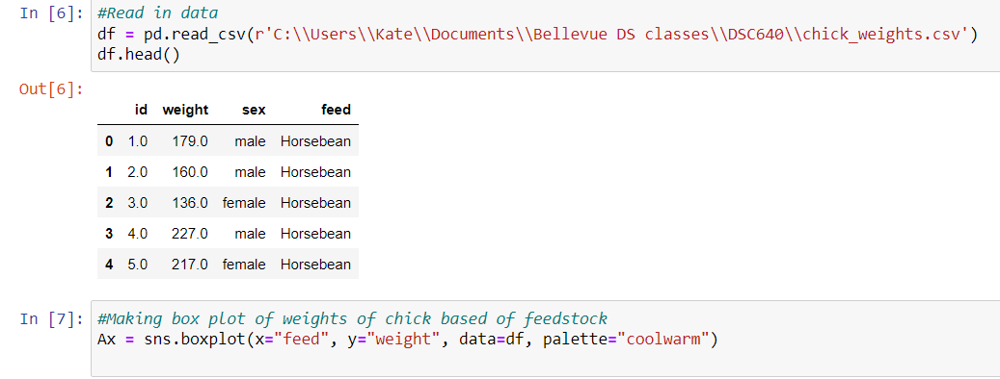 In [6]: #Read in data
df = pd.read_csv(r'C:\\Users\\Kate\\Documents\\Bellevue DS classes\\DSC640\\chick_weights.csv')
df.head()
Out[6]:
id weight sex feed
0 1.0 179.0 male Horsebean
1 2.0 160.0 male Horsebean
2 3.0 136.0 female Horsebean
3 4.0 227.0 male Horsebean
4 5.0 217.0 female Horsebean
In [7]: #Making box plot of weights of chick based of feedstock
Ax = sns.boxplot(x="feed", y="weight", data=df, palette="coolwarm")